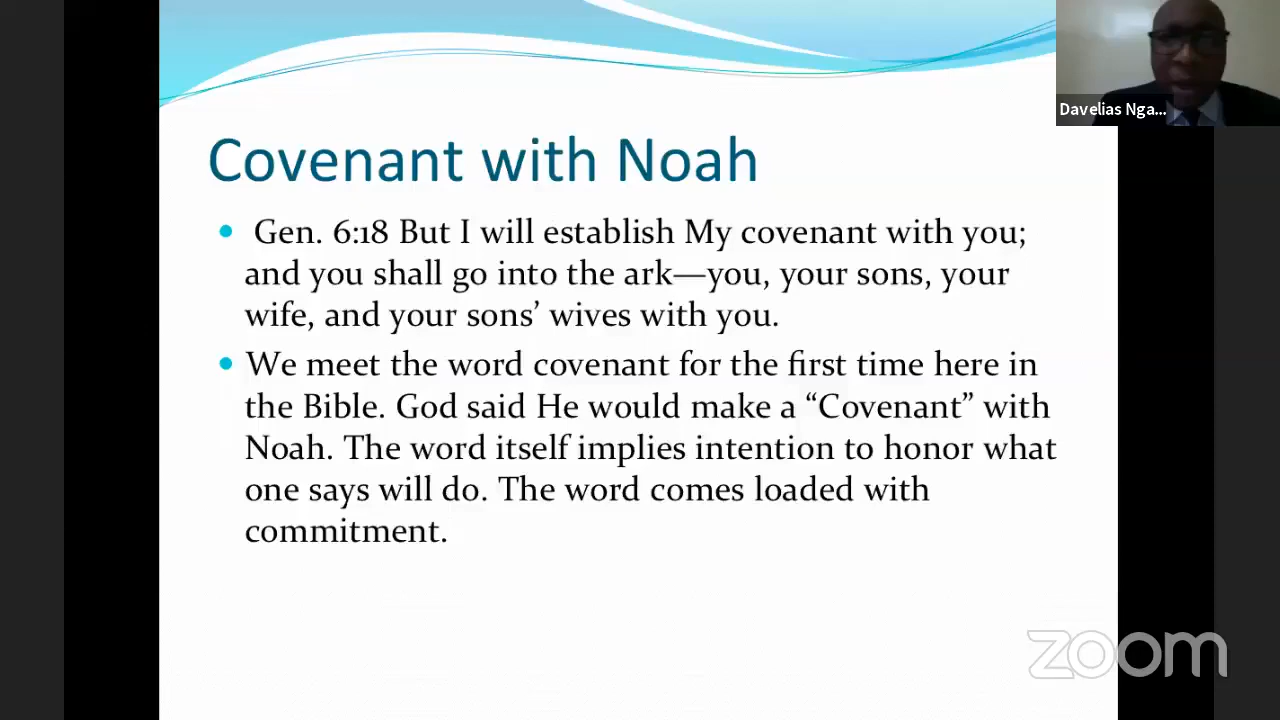 Davelias Nga...
Covenant with Noah
• Gen. 6:18 But I will establish My covenant with you;
and you shall go into the ark—you, your sons, your
wife, and your sons’ wives with you.
• We meet the word covenant for the first time here in
the Bible. God said He would make a “Covenant” with
Noah. The word itself implies intention to honor what
one says will do. The word comes loaded with
commitment.
zoom